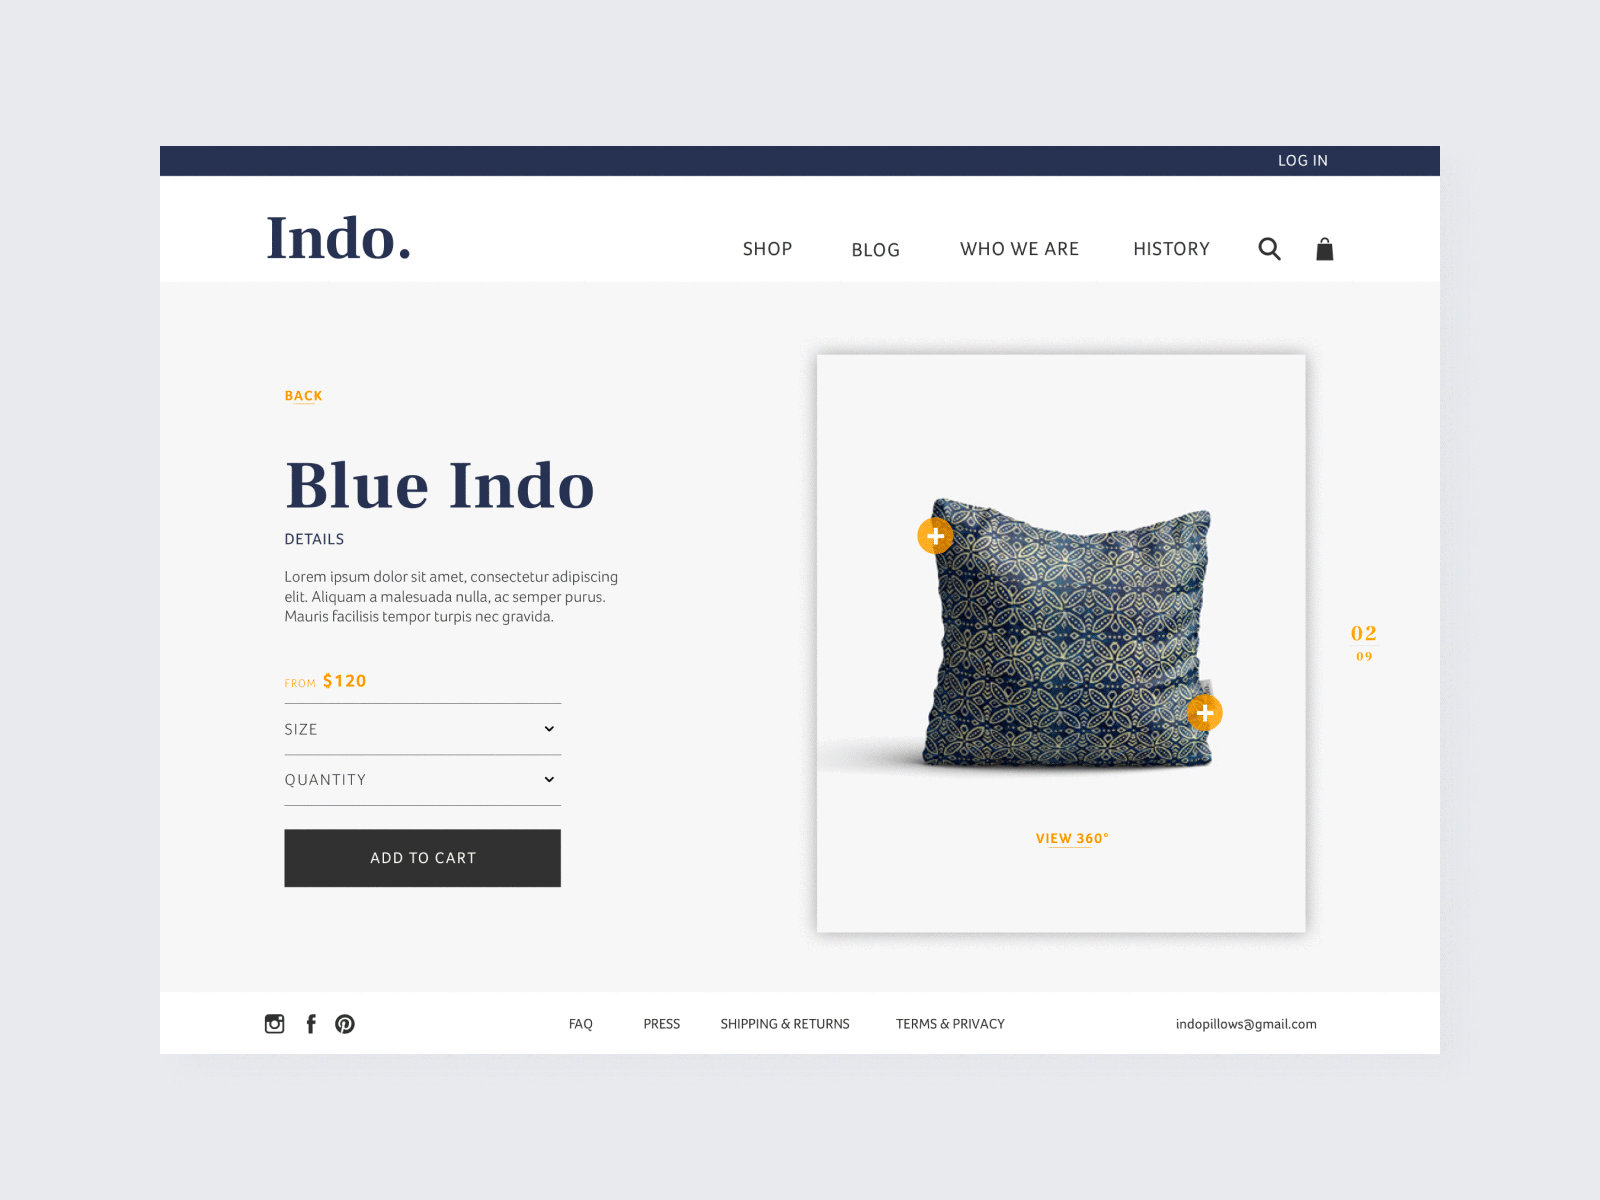 LOG IN
Indo.
SHOP BLOG WHO WE ARE HISTORY
BACK
Blue Indo
DETAILS
Lorem ipsum dolor sit amet, consectetur adipiscing
elit. Aliquam a malesuada nulla, ac semper purus.
Mauris facilisis tempor turpis nec gravida.
FROM $120
SIZE
QUANTITY
ADD TO CART
VIEW 360°
02
09
FAQ PRESS SHIPPING & RETURNS TERMS & PRIVACY indopillows@gmail.com